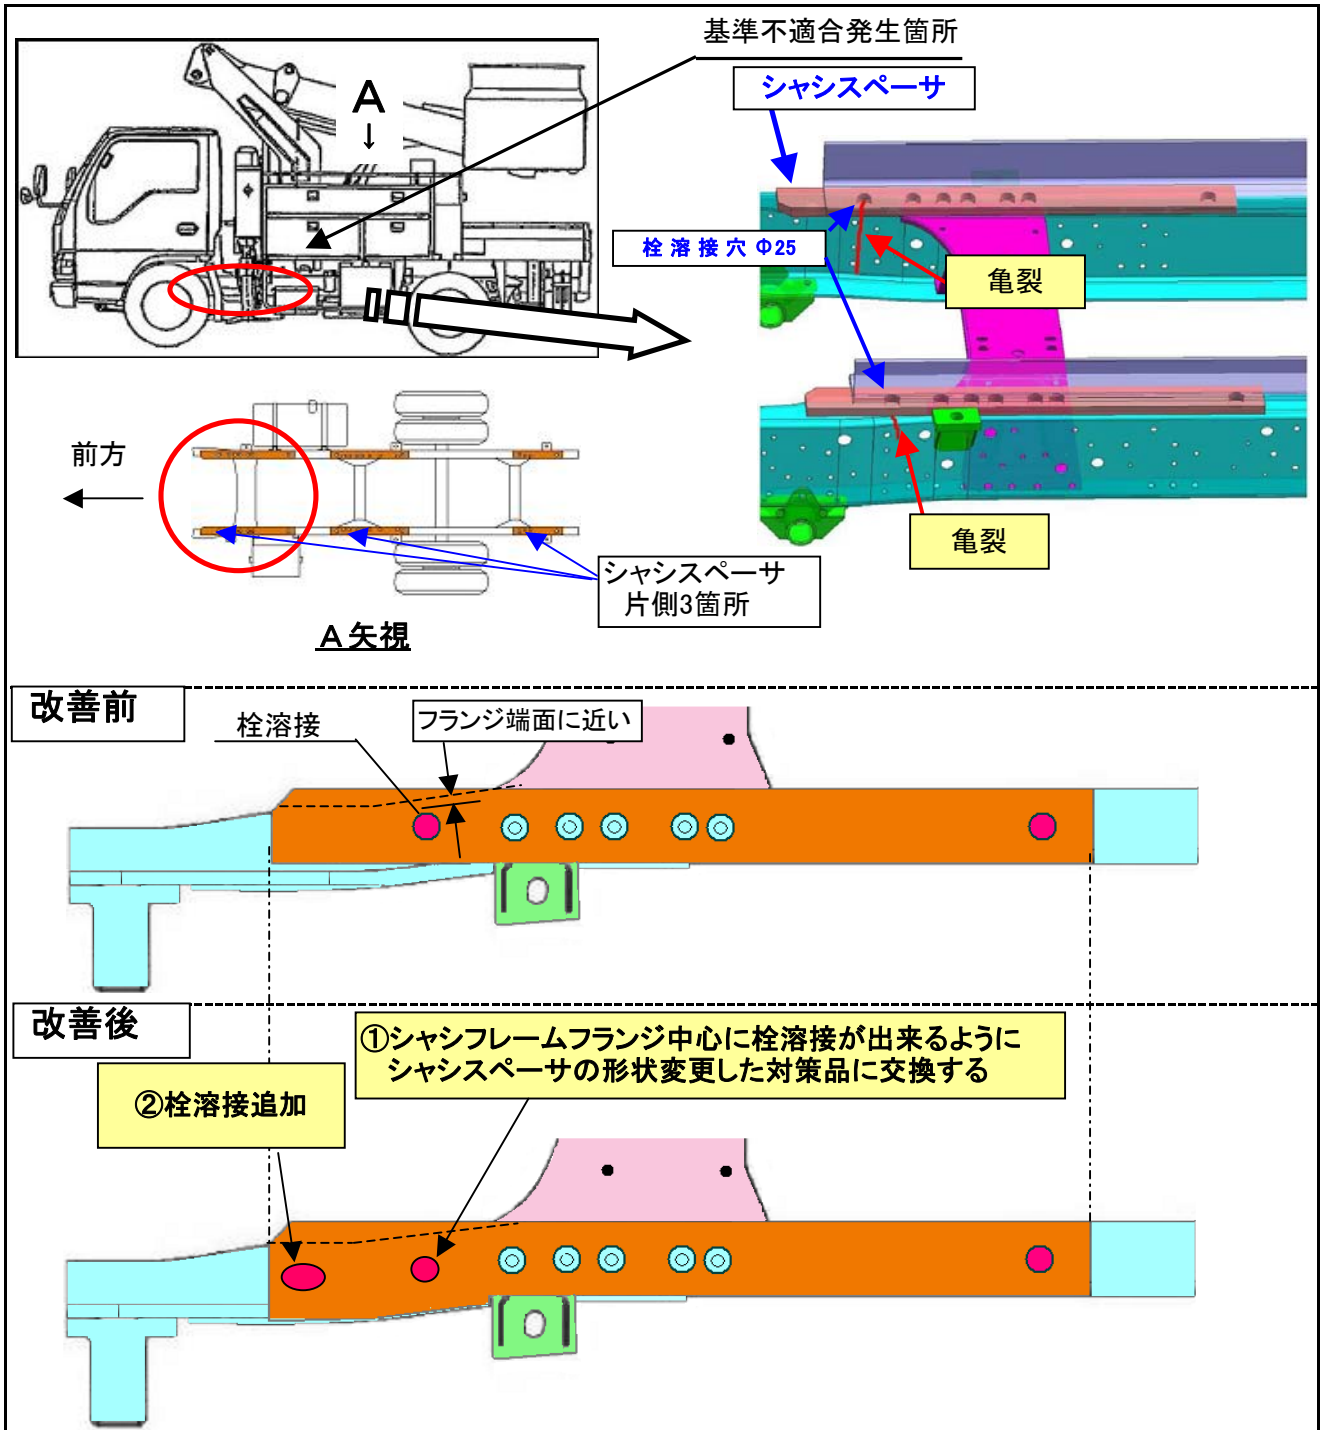 基準不適合発生箇所
シャシスペーサ
A
↓
栓溶接穴 Φ25
亀裂
前方
亀裂
シャシスペーサ
片側3箇所
A矢視
改善前
栓溶接
フランジ端面に近い
改善後
①シャシフレームフランジ中心に栓溶接が出来るように
シャシスペーサの形状変更した対策品に交換する
②栓溶接追加